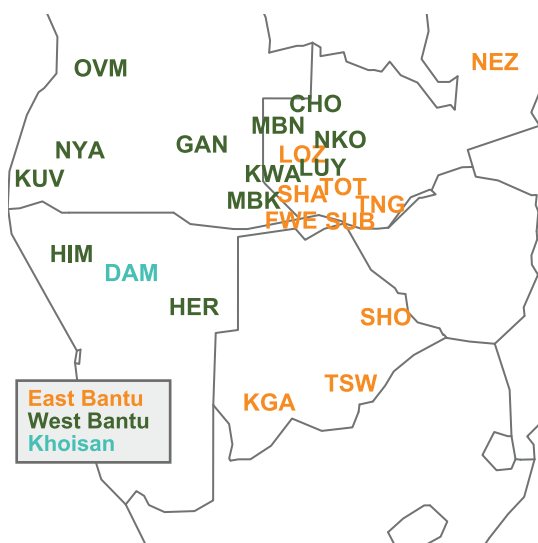 NEZ
OVM
CHO
MBN
NKO
GAN
NYA
LOZ
LUY
KWA
KUV
TOT
SHA
MBK
TNG
FWE
SUB
HIM
DAM
HER
SHO
TSW
KGA
East Bantu
West Bantu
Khoisan